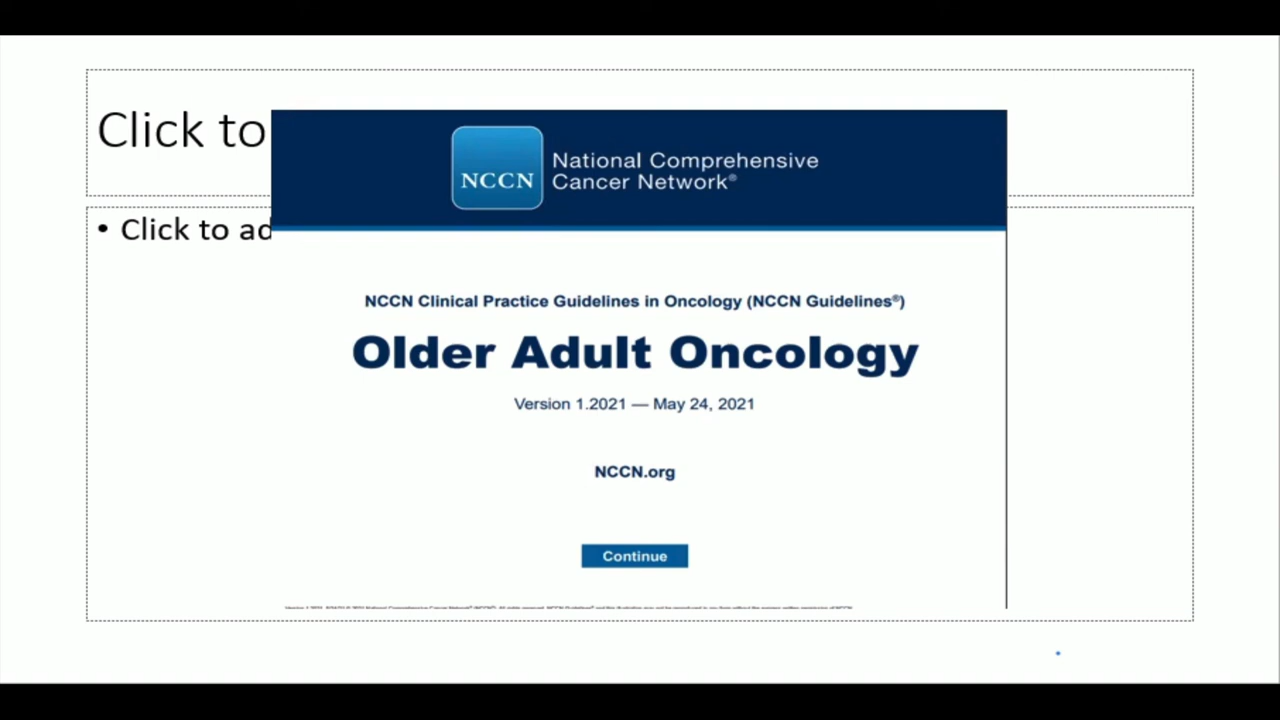 Click to
NCCN
National Comprehensive
Cancer Network®
• Click to ad
NCCN Clinical Practice Guidelines in Oncology (NCCN Guidelines®)
Older Adult Oncology
Version 1.2021 — May 24, 2021
NCCN.org
Continue